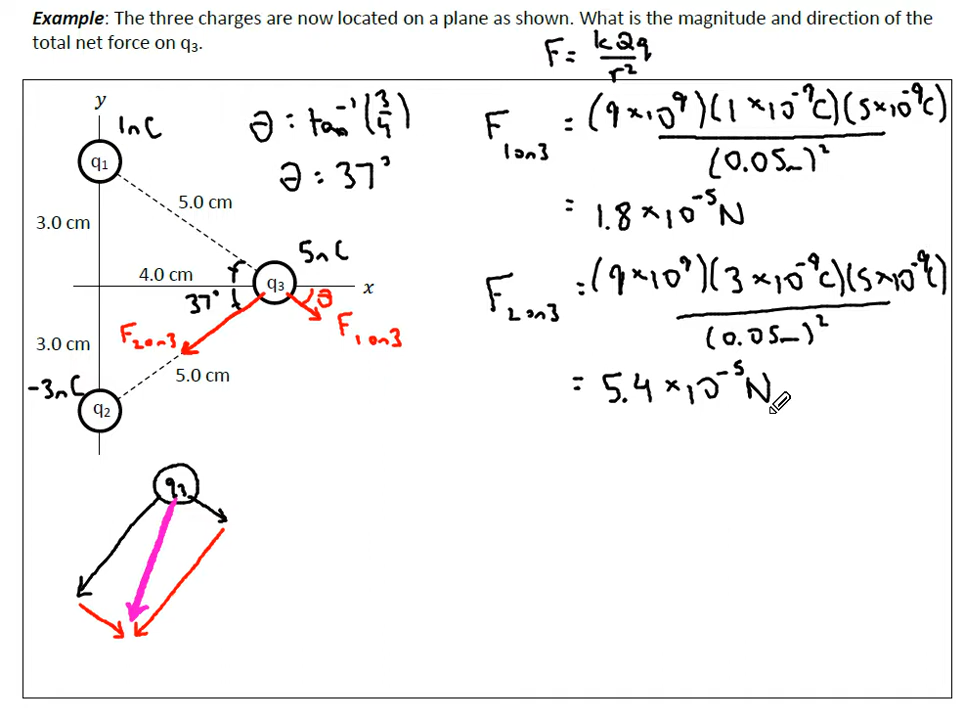 Example: The three charges are now located on a plane as shown. What is the magnitude and direction of the
total net force on q3.
F = kQq / r²
y
1nC
q1
θ = tan⁻¹(3/4)
θ = 37°
F1on3 = (9×10⁹)(1×10⁻⁹C)(5×10⁻⁹C) / (0.05m)²
= 1.8×10⁻⁵N
5.0 cm
3.0 cm
5nC
4.0 cm
q3
x
37°
θ
F2on3
F1on3
F2on3 = (9×10⁹)(3×10⁻⁹C)(5×10⁻⁹C) / (0.05m)²
= 5.4×10⁻⁵N
3.0 cm
5.0 cm
-3nC
q2
q3